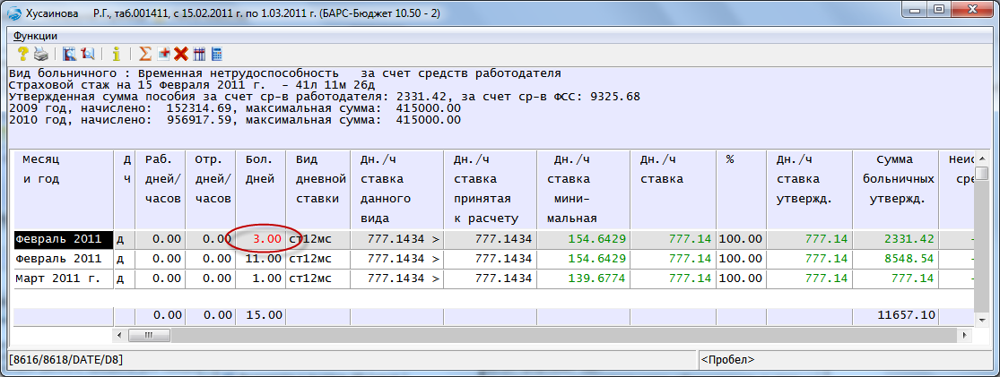 Хусаинова Р.Г., таб.001411, с 15.02.2011 г. по 1.03.2011 г. (БАРС-Бюджет 10.50 - 2)
Функции
Вид больничного : Временная нетрудоспособность за счет средств работодателя
Страховой стаж на 15 Февраля 2011 г. - 41л 11м 26д
Утвержденная сумма пособия за счет ср-в работодателя: 2331.42, за счет ср-в ФСС: 9325.68
2009 год, начислено: 152314.69, максимальная сумма: 415000.00
2010 год, начислено: 956917.59, максимальная сумма: 415000.00
Месяц Д Раб. Отр. Бол. Вид Дн./ч Дн./ч Дн./ч Дн./ч % Дн./ч Сумма Неис
и год Ч дней/ дней/ Дней дневной ставка ставка ставка ставка ставка больничных сре
часов часов ставки данного принятая мини- утвержд. утвержд.
вида к расчету мальная
Февраль 2011 д 0.00 0.00 3.00 ст12мс 777.1434 > 777.1434 154.6429 777.14 100.00 777.14 2331.42 -
Февраль 2011 д 0.00 0.00 11.00 ст12мс 777.1434 > 777.1434 154.6429 777.14 100.00 777.14 8548.54 -
Март 2011 г. д 0.00 0.00 1.00 ст12мс 777.1434 > 777.1434 139.6774 777.14 100.00 777.14 777.14 -
0.00 0.00 15.00 11657.10
[8616/8618/DATE/D8] <Пробел>